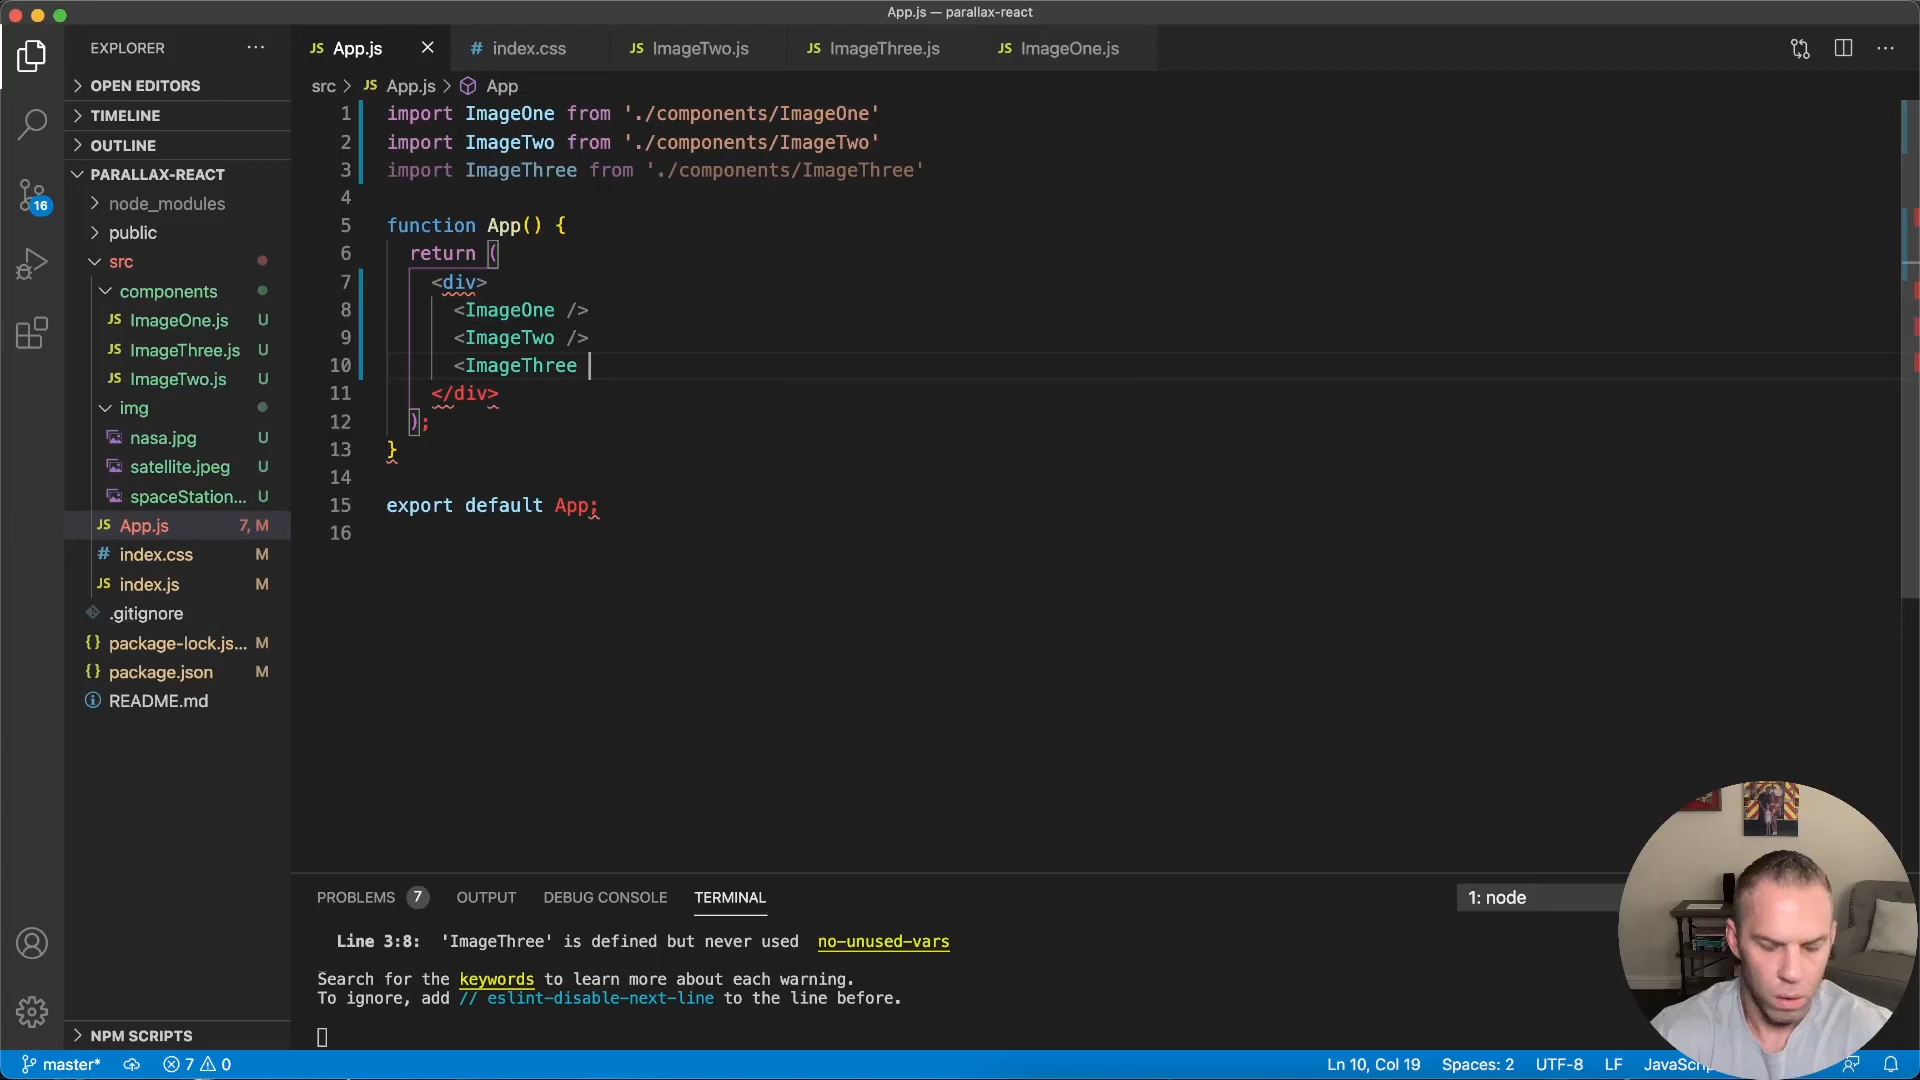 App.js — parallax-react
EXPLORER
OPEN EDITORS
TIMELINE
OUTLINE
PARALLAX-REACT
node_modules
public
src
components
JS ImageOne.js U
JS ImageThree.js U
JS ImageTwo.js U
img
nasa.jpg U
satellite.jpeg U
spaceStation... U
JS App.js 7, M
# index.css M
JS index.js M
.gitignore
{} package-lock.js... M
{} package.json M
README.md
NPM SCRIPTS
16
JS App.js
# index.css
JS ImageTwo.js
JS ImageThree.js
JS ImageOne.js
src > JS App.js > App
1 import ImageOne from './components/ImageOne'
2 import ImageTwo from './components/ImageTwo'
3 import ImageThree from './components/ImageThree'
4
5 function App() {
6 return (
7 <div>
8 <ImageOne />
9 <ImageTwo />
10 <ImageThree
11 </div>
12 );
13 }
14
15 export default App;
16
PROBLEMS 7 OUTPUT DEBUG CONSOLE TERMINAL 1: node
Line 3:8: 'ImageThree' is defined but never used no-unused-vars
Search for the keywords to learn more about each warning.
To ignore, add // eslint-disable-next-line to the line before.
master* 7 0 Ln 10, Col 19 Spaces: 2 UTF-8 LF